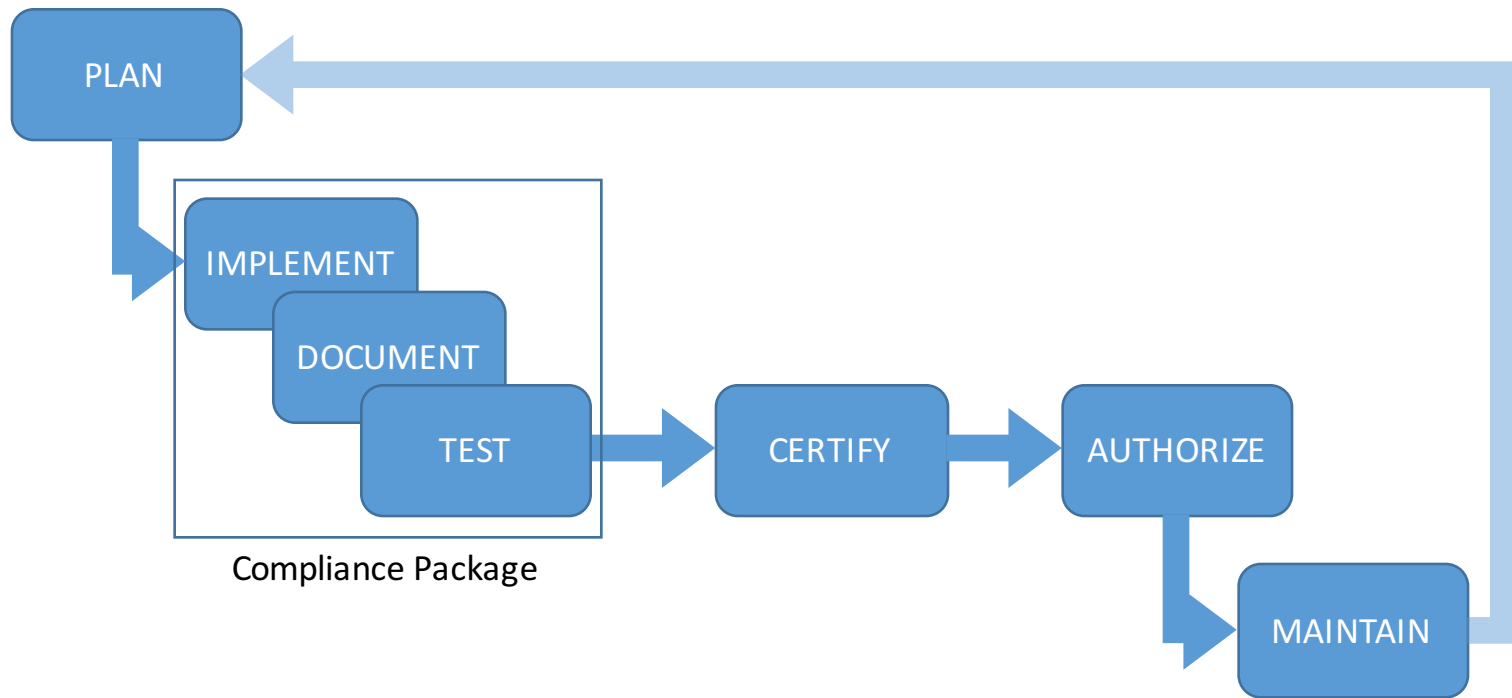 PLAN
IMPLEMENT
DOCUMENT
TEST
CERTIFY
AUTHORIZE
Compliance Package
MAINTAIN